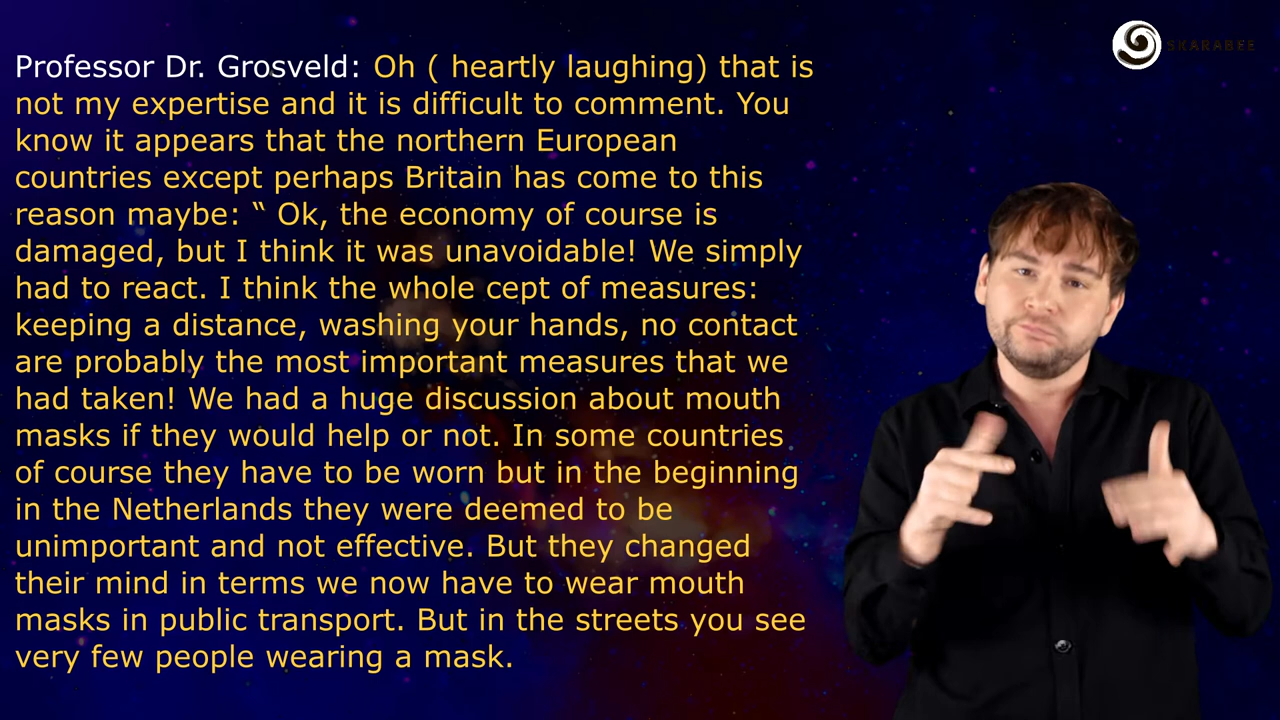 SKARABEE
Professor Dr. Grosveld: Oh ( heartly laughing) that is
not my expertise and it is difficult to comment. You
know it appears that the northern European
countries except perhaps Britain has come to this
reason maybe: “ Ok, the economy of course is
damaged, but I think it was unavoidable! We simply
had to react. I think the whole cept of measures:
keeping a distance, washing your hands, no contact
are probably the most important measures that we
had taken! We had a huge discussion about mouth
masks if they would help or not. In some countries
of course they have to be worn but in the beginning
in the Netherlands they were deemed to be
unimportant and not effective. But they changed
their mind in terms we now have to wear mouth
masks in public transport. But in the streets you see
very few people wearing a mask.